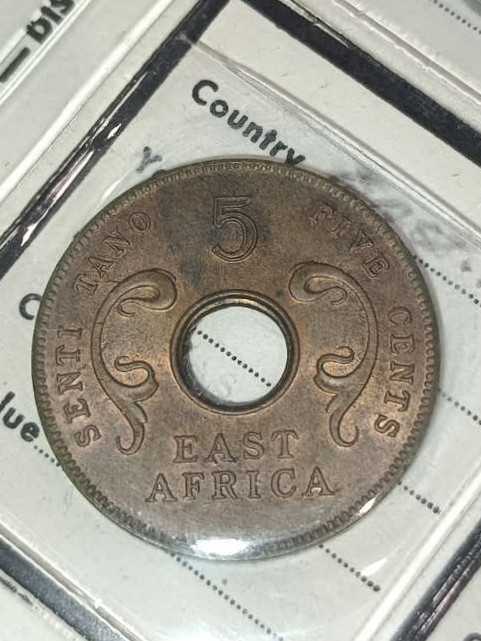 Country
5
SENTI TANO
FIVE CENTS
EAST
AFRICA